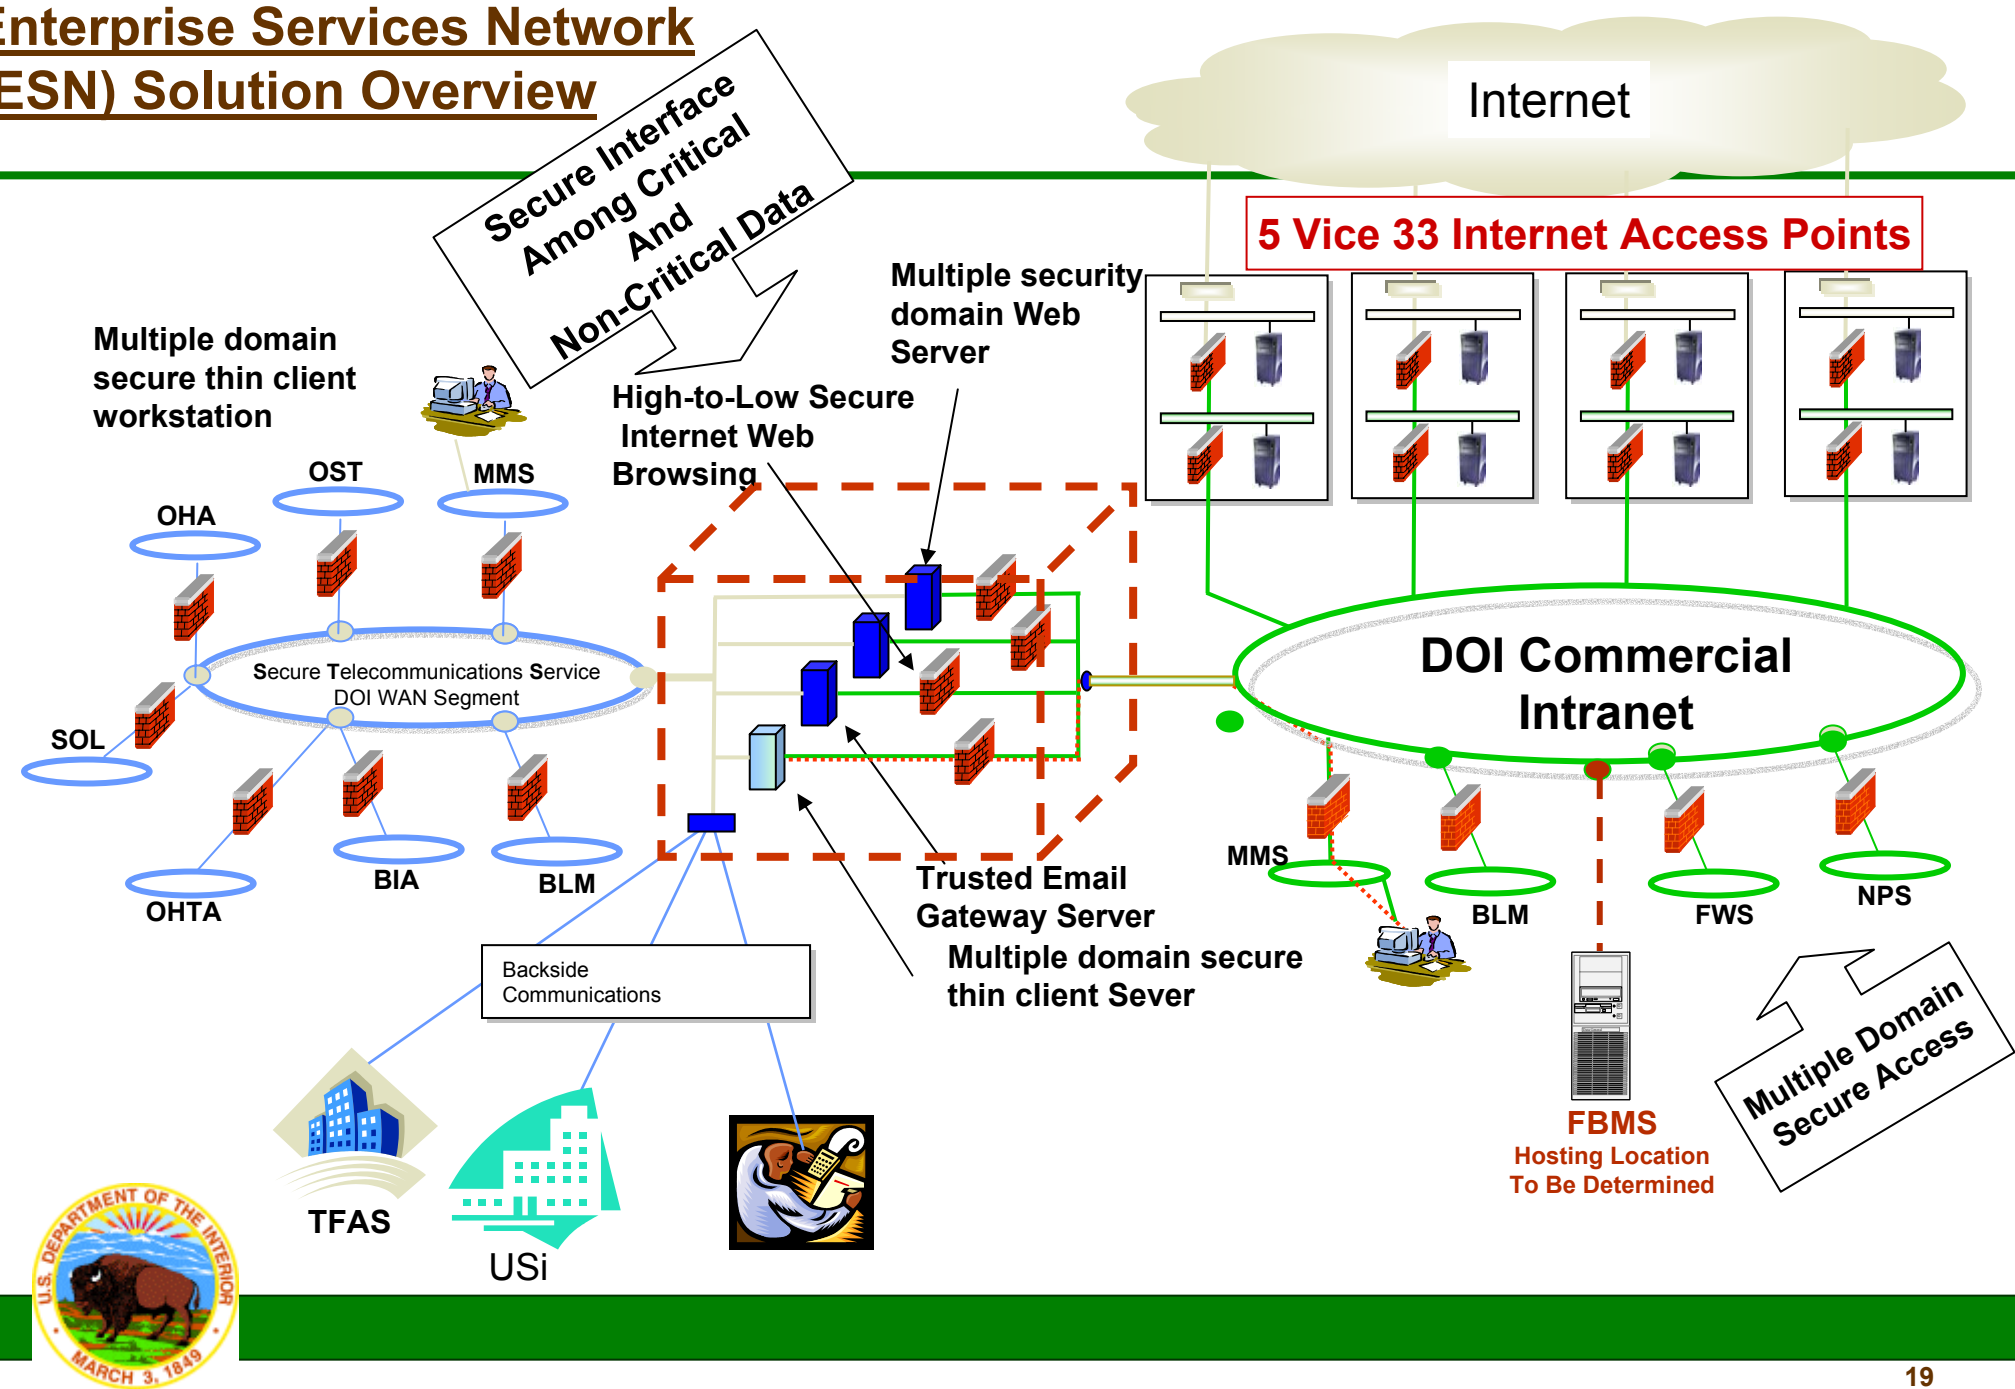 Enterprise Services Network
(ESN) Solution Overview
Secure Interface
Among Critical
And
Non-Critical Data
Internet
5 Vice 33 Internet Access Points
Multiple security
domain Web
Server
Multiple domain
secure thin client
workstation
High-to-Low Secure
Internet Web
Browsing
OST
MMS
OHA
Secure Telecommunications Service
DOI WAN Segment
SOL
OHTA
BIA
BLM
DOI Commercial
Intranet
MMS
BLM
FWS
NPS
Trusted Email
Gateway Server
Multiple domain secure
thin client Sever
Backside
Communications
Multiple Domain
Secure Access
FBMS
Hosting Location
To Be Determined
TFAS
USi
U.S. DEPARTMENT OF THE INTERIOR
MARCH 3, 1849
19